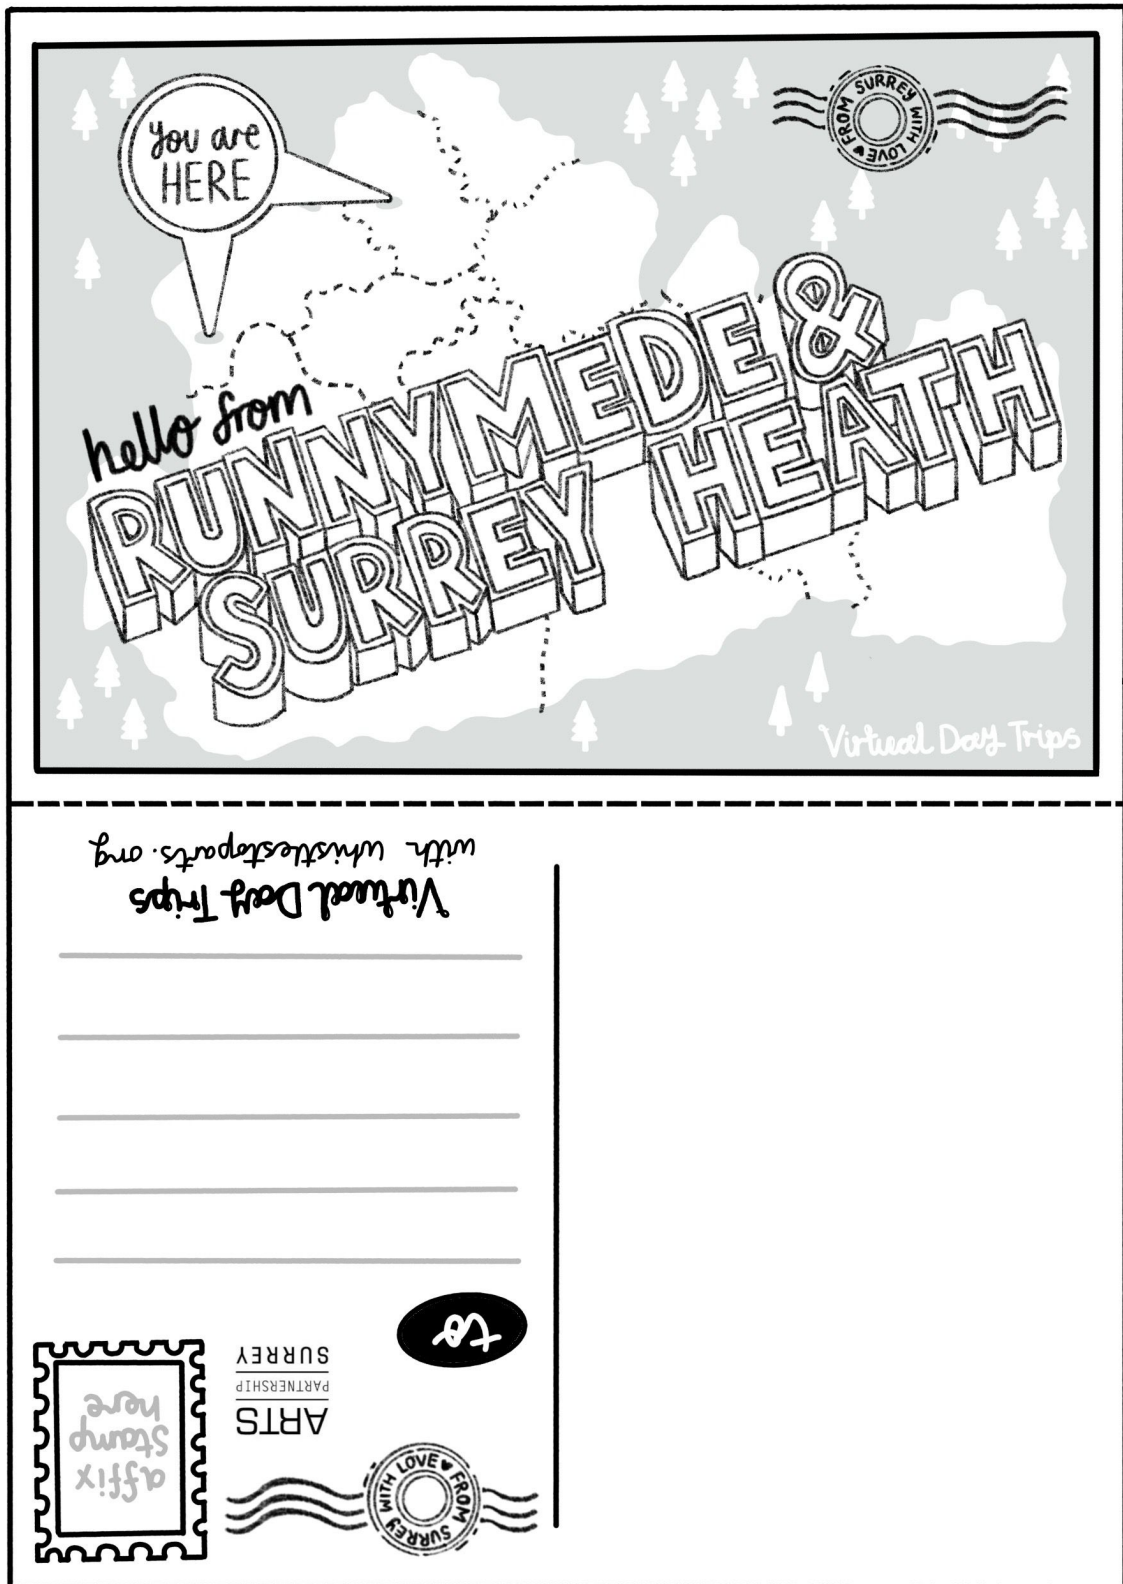 you are
HERE
FROM SURREY WITH LOVE
hello from
RUNNYMEDE &
SURREY HEATH
Virtual Day Trips
affix
stamp
here
FROM SURREY WITH LOVE
ARTS
PARTNERSHIP
SURREY
to
Virtual Day Trips
with whistlestoparts.org